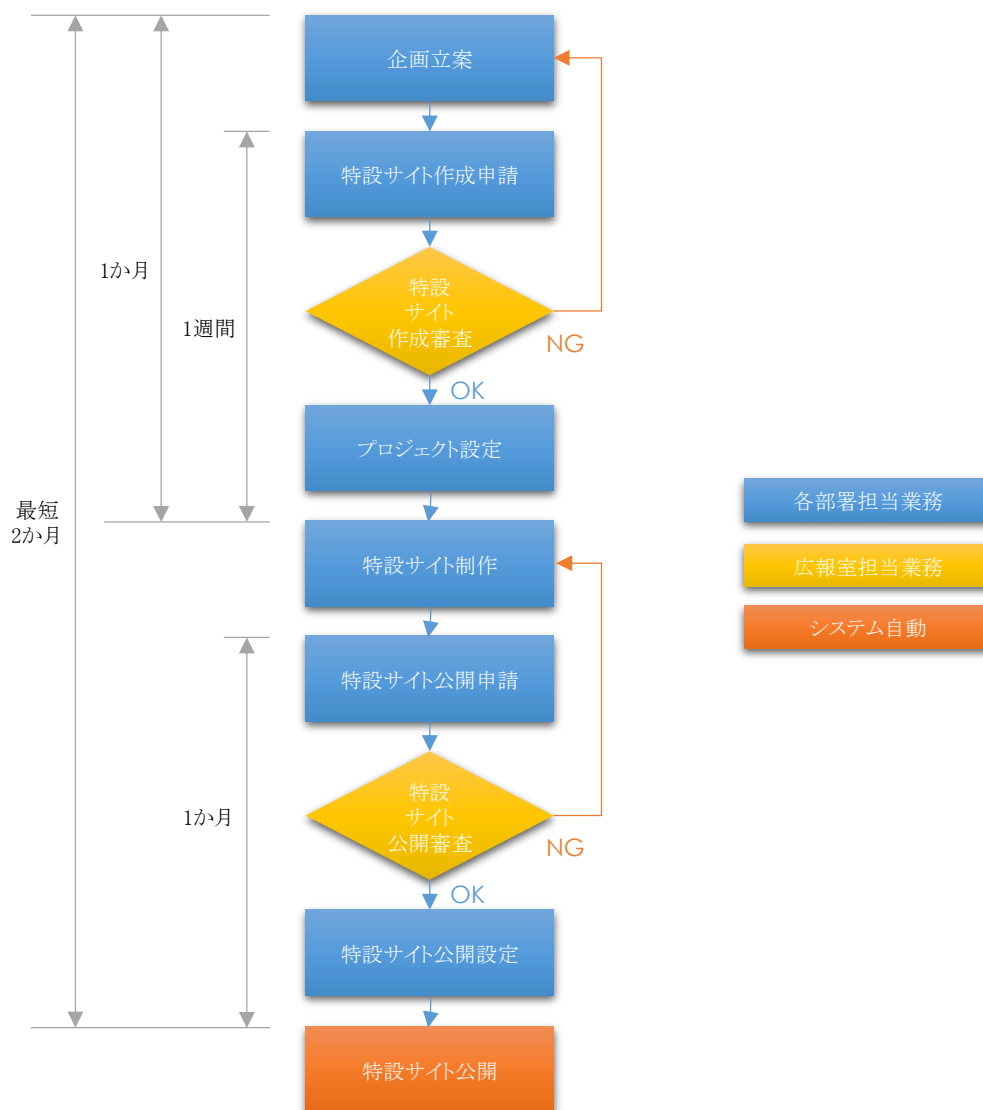 企画立案
特設サイト作成申請
1か月
特設
サイト
作成審査
1週間
NG
OK
プロジェクト設定
最短
2か月
各部署担当業務
特設サイト制作
広報室担当業務
システム自動
特設サイト公開申請
特設
サイト
公開審査
1か月
NG
OK
特設サイト公開設定
特設サイト公開